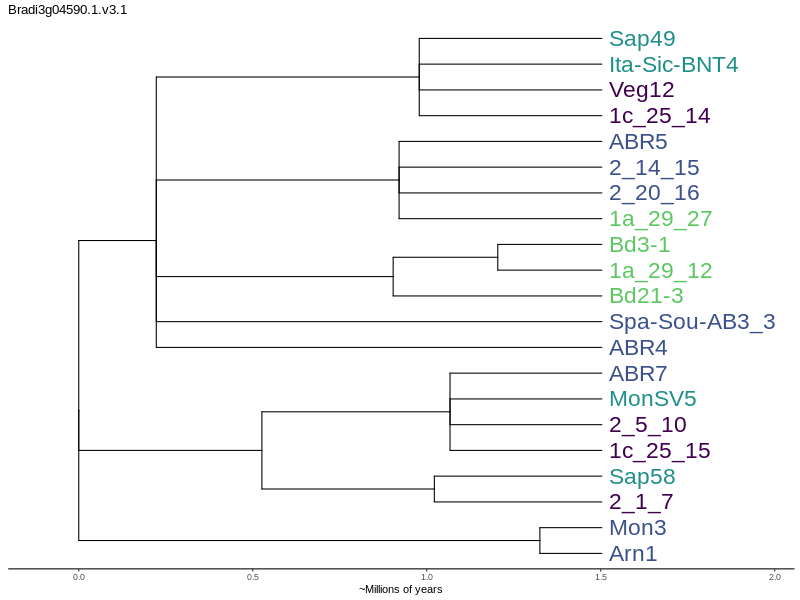 Bradi3g04590.1.v3.1
Sap49
Ita-Sic-BNT4
Veg12
1c_25_14
ABR5
2_14_15
2_20_16
1a_29_27
Bd3-1
1a_29_12
Bd21-3
Spa-Sou-AB3_3
ABR4
ABR7
MonSV5
2_5_10
1c_25_15
Sap58
2_1_7
Mon3
Arn1
0.0 0.5 1.0 1.5 2.0
~Millions of years